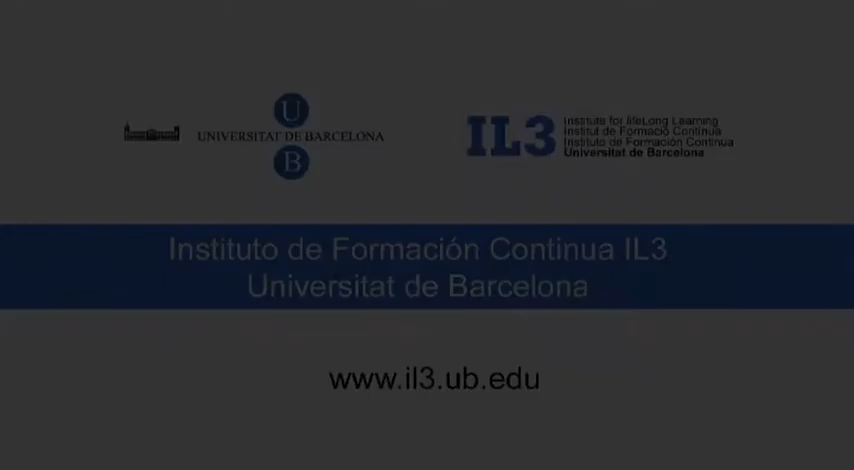 U
UNIVERSITAT DE BARCELONA
B
IL3
Institute for lifeLong Learning
Institut de Formació Contínua
Instituto de Formación Continua
Universitat de Barcelona
Instituto de Formación Continua IL3
Universitat de Barcelona
www.il3.ub.edu